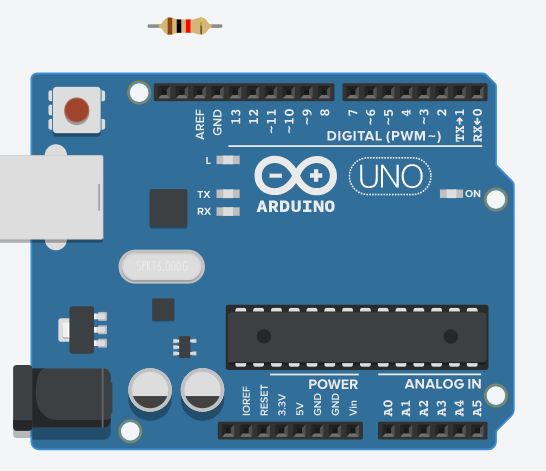 AREF
GND
13
12
~11
~10
~9
8
7
~6
~5
4
~3
2
TX→1
RX←0
DIGITAL (PWM~)
L
TX
RX
ARDUINO
UNO
ON
SPK16.000G
POWER
ANALOG IN
IOREF
RESET
3.3V
5V
GND
GND
Vin
A0
A1
A2
A3
A4
A5